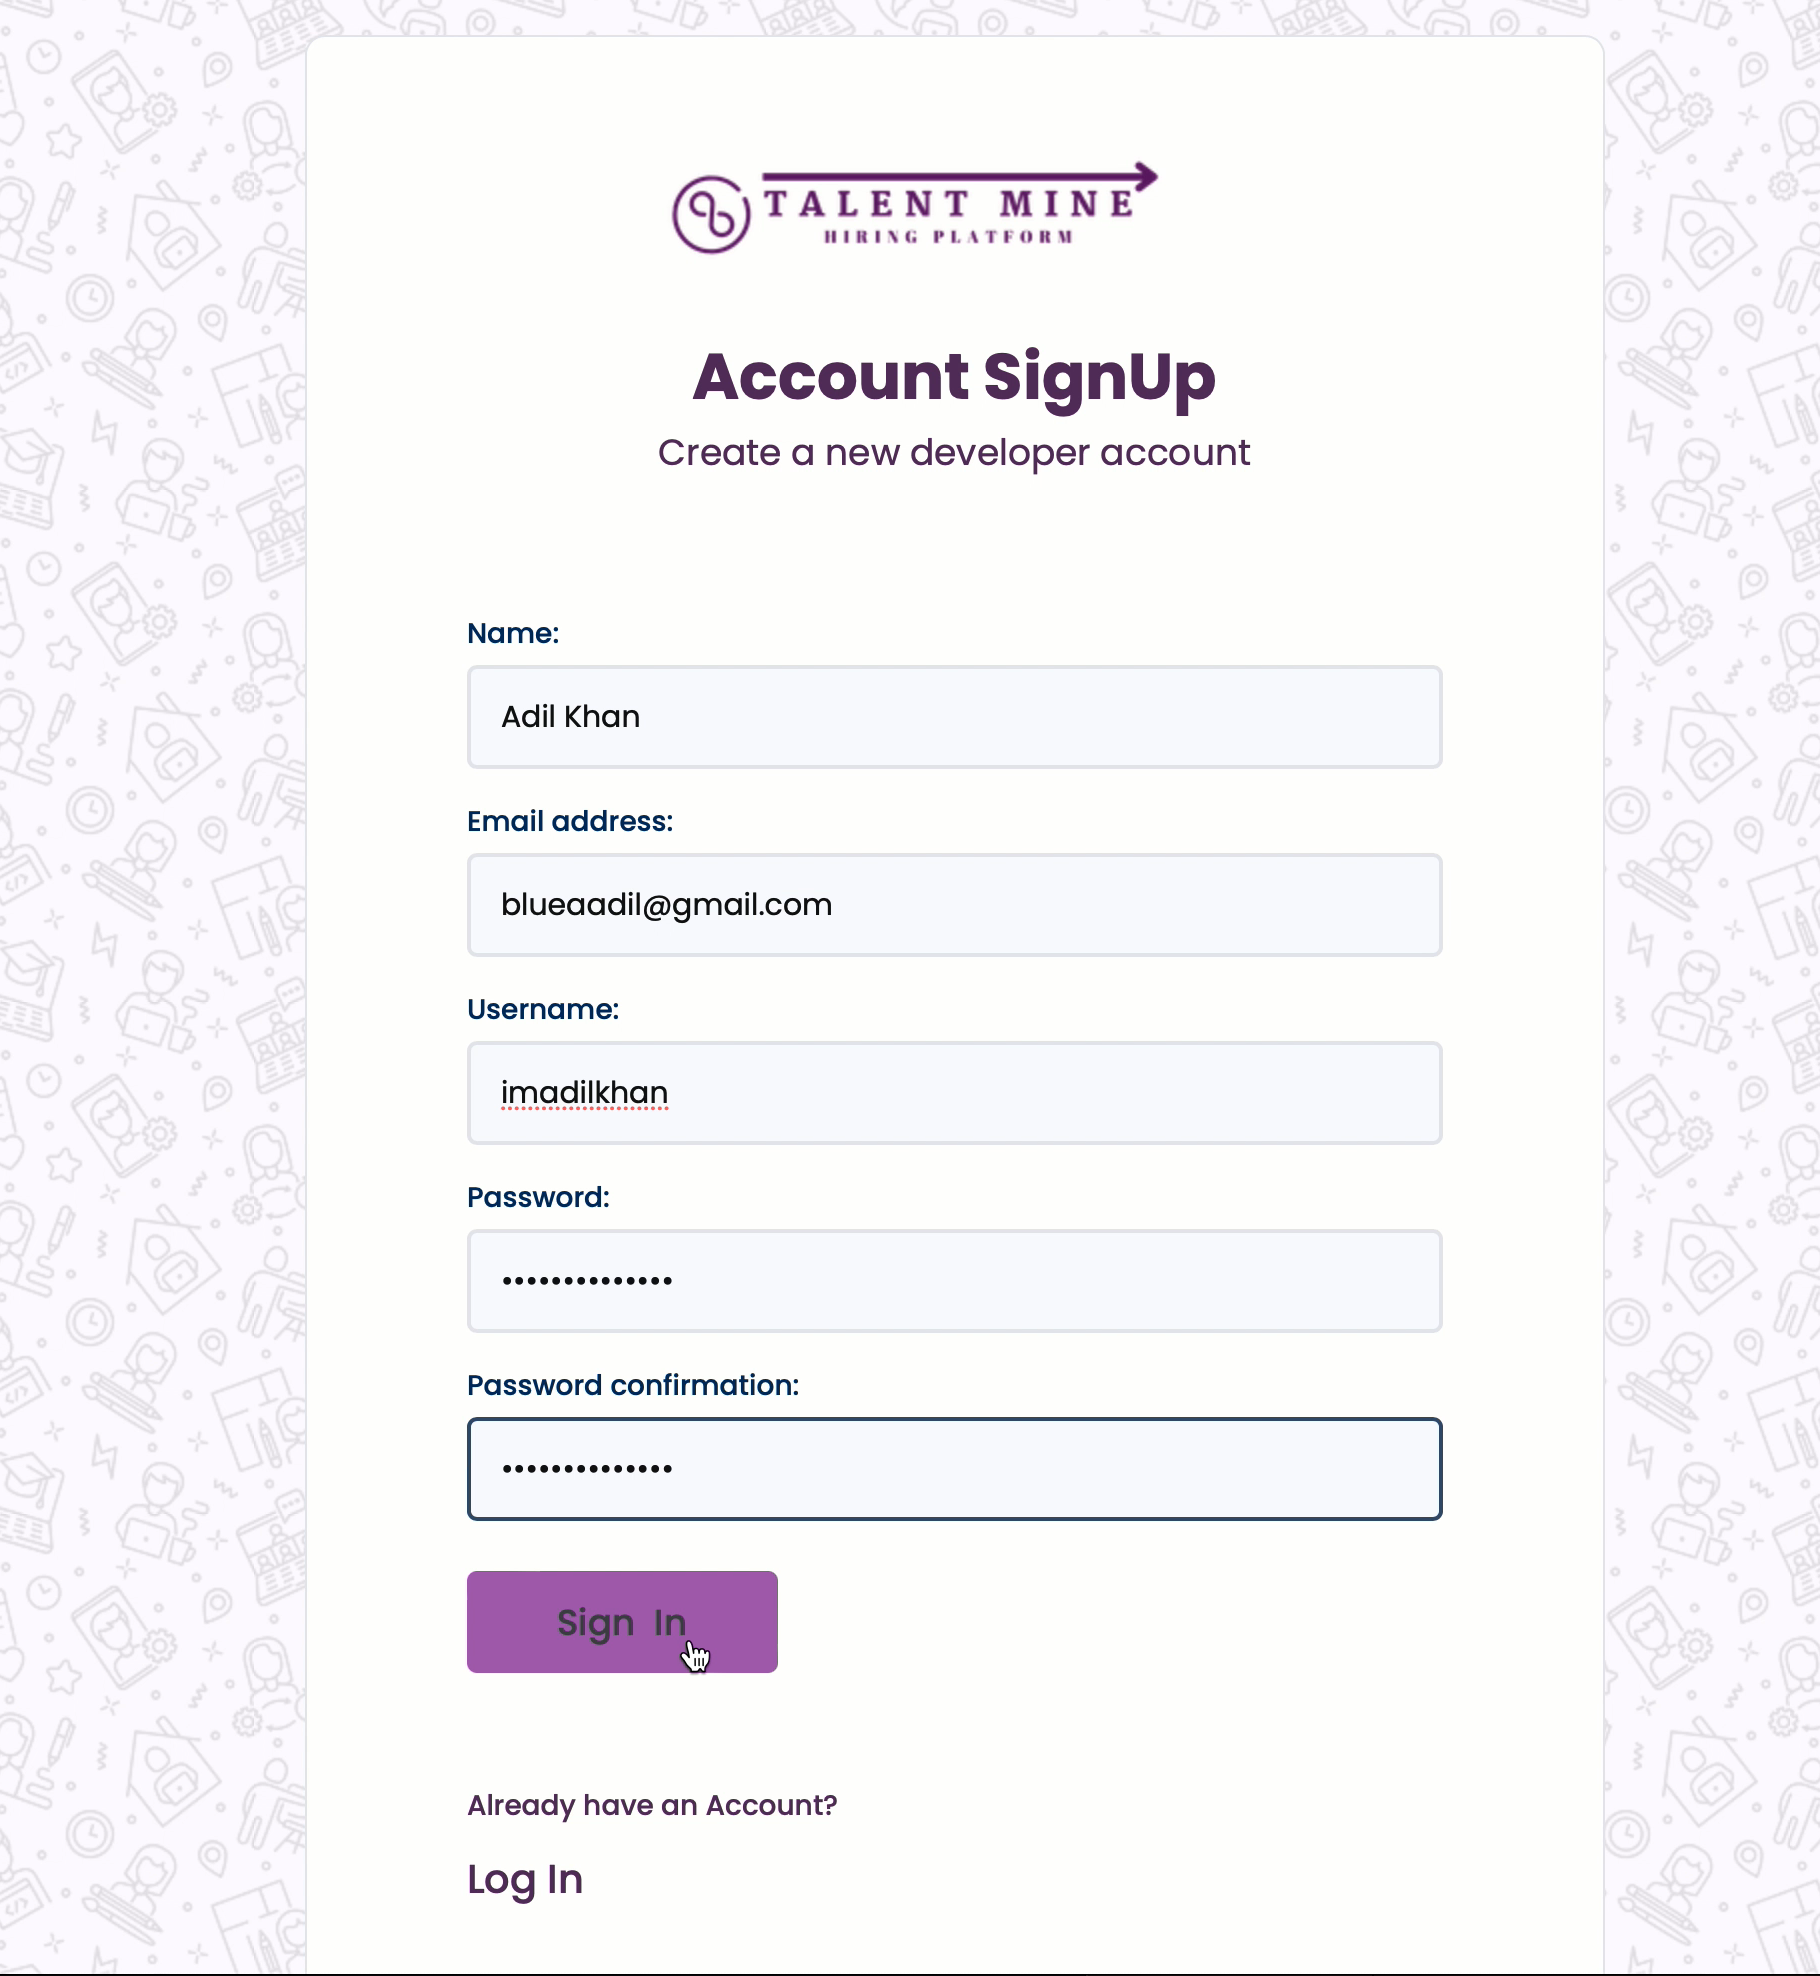 TALENT MINE
HIRING PLATFORM
Account SignUp
Create a new developer account
Name:
Adil Khan
Email address:
blueaadil@gmail.com
Username:
imadilkhan
Password:
••••••••••••••
Password confirmation:
••••••••••••••
Sign In
Already have an Account?
Log In